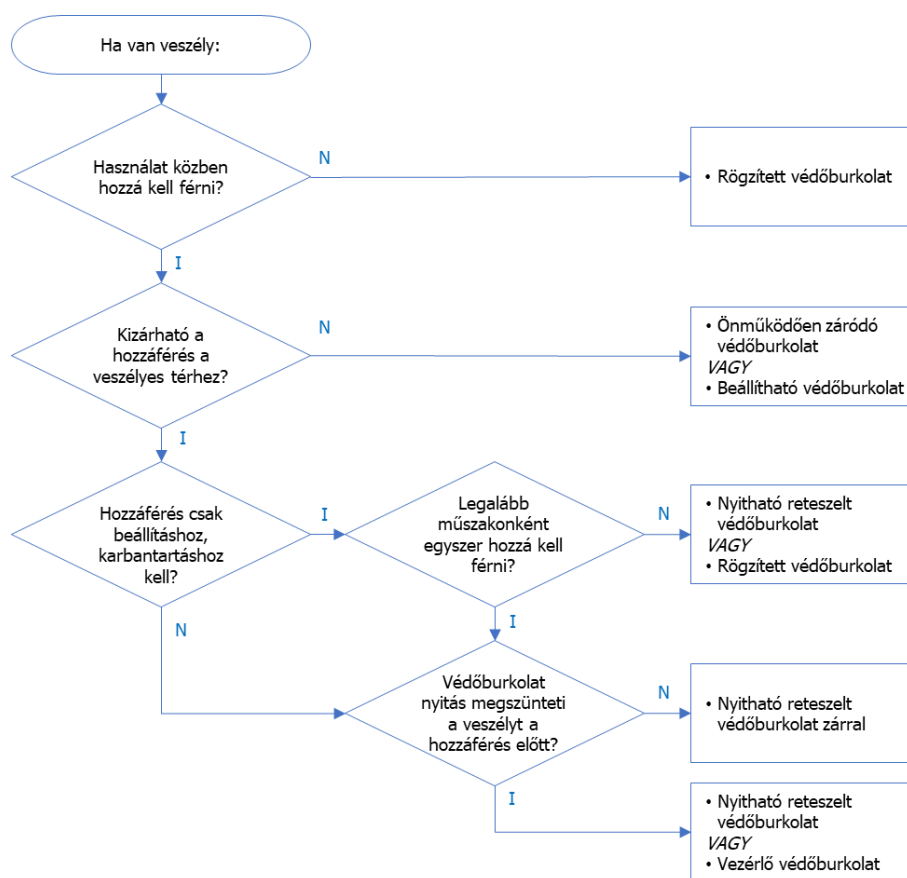 Ha van veszély:
Használat közben
hozzá kell férni?
N
• Rögzített védőburkolat
I
Kizárható a
hozzáférés a
veszélyes térhez?
N
• Önműködően záródó
védőburkolat
VAGY
• Beállítható védőburkolat
I
Hozzáférés csak
beállításhoz,
karbantartáshoz
kell?
I
Legalább
műszakonként
egyszer hozzá kell
férni?
N
• Nyitható reteszelt
védőburkolat
VAGY
• Rögzített védőburkolat
N
I
Védőburkolat
nyitás megszünteti
a veszélyt a
hozzáférés előtt?
N
• Nyitható reteszelt
védőburkolat zárral
I
• Nyitható reteszelt
védőburkolat
VAGY
• Vezérlő védőburkolat